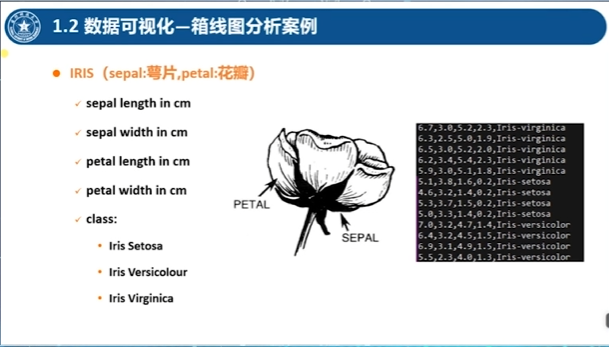 1.2 数据可视化—箱线图分析案例
IRIS（sepal:萼片,petal:花瓣）
sepal length in cm
sepal width in cm
petal length in cm
petal width in cm
class:
Iris Setosa
Iris Versicolour
Iris Virginica
PETAL
SEPAL
6.7,3.0,5.2,2.3,Iris-virginica
6.3,2.5,5.0,1.9,Iris-virginica
6.5,3.0,5.2,2.0,Iris-virginica
6.2,3.4,5.4,2.3,Iris-virginica
5.9,3.0,5.1,1.8,Iris-virginica
5.1,3.8,1.6,0.2,Iris-setosa
4.6,3.2,1.4,0.2,Iris-setosa
5.3,3.7,1.5,0.2,Iris-setosa
5.0,3.3,1.4,0.2,Iris-setosa
7.0,3.2,4.7,1.4,Iris-versicolor
6.4,3.2,4.5,1.5,Iris-versicolor
6.9,3.1,4.9,1.5,Iris-versicolor
5.5,2.3,4.0,1.3,Iris-versicolor